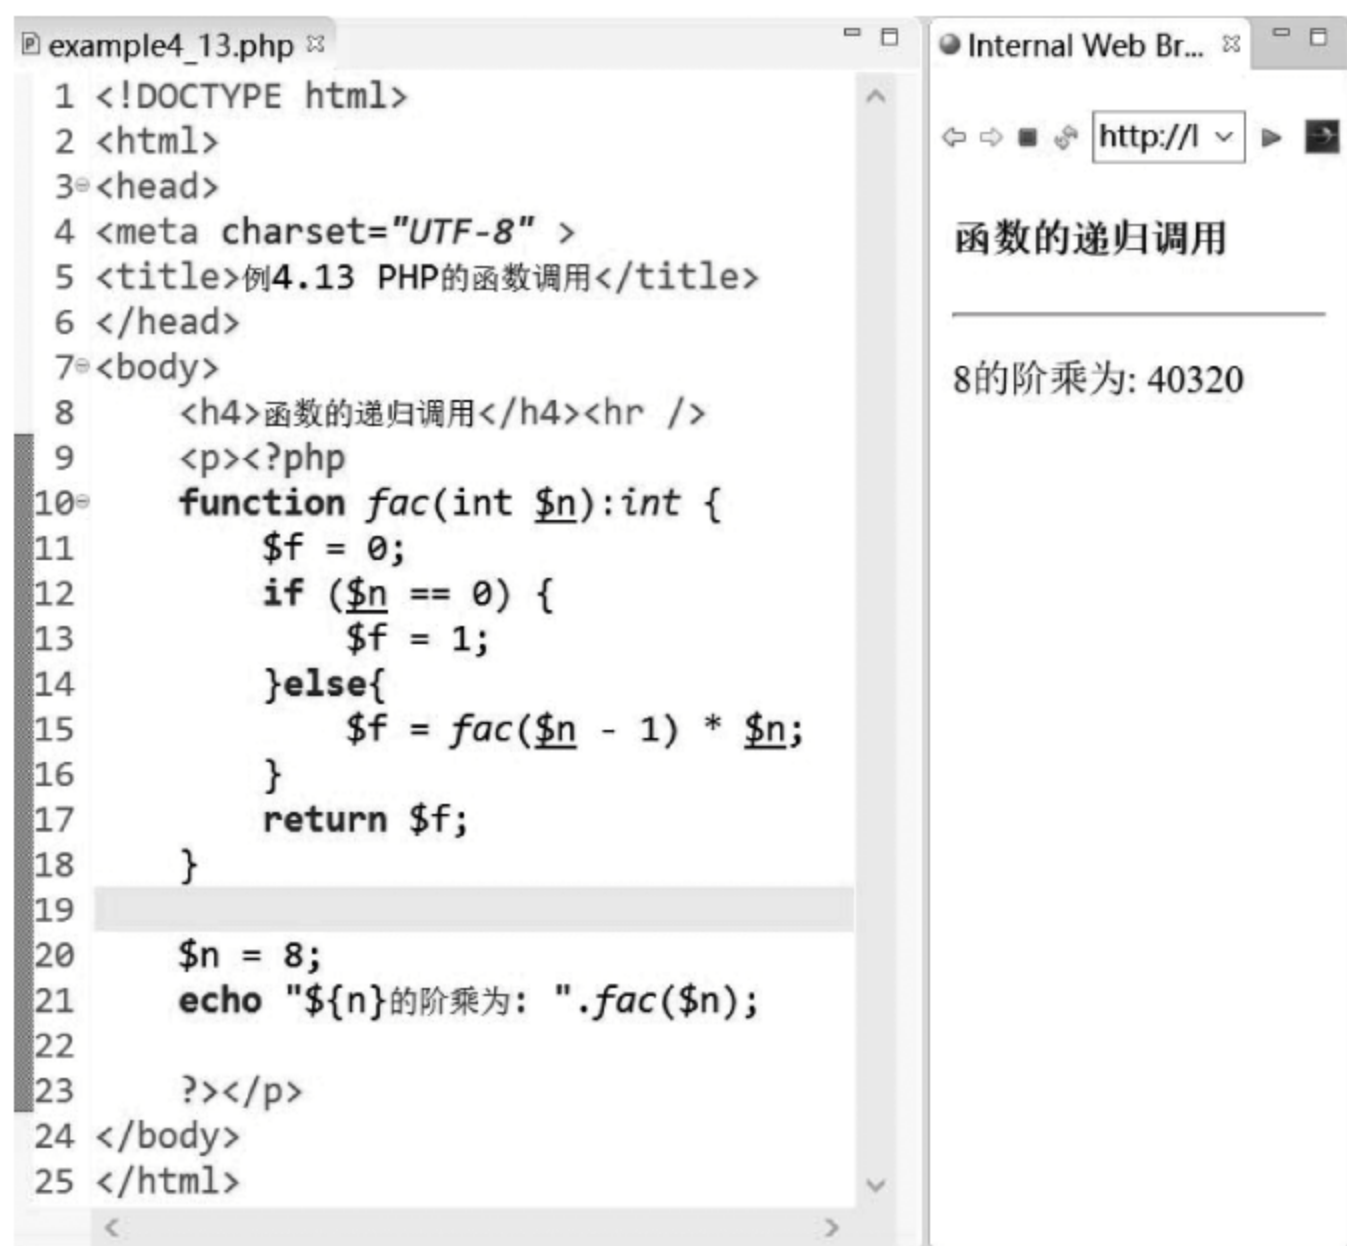 example4_13.php
1 <!DOCTYPE html>
2 <html>
3 <head>
4 <meta charset="UTF-8" >
5 <title>例4.13 PHP的函数调用</title>
6 </head>
7 <body>
8     <h4>函数的递归调用</h4><hr />
9     <p><?php
10     function fac(int $n):int {
11         $f = 0;
12         if ($n == 0) {
13             $f = 1;
14         }else{
15             $f = fac($n - 1) * $n;
16         }
17         return $f;
18     }
19
20     $n = 8;
21     echo "${n}的阶乘为: ".fac($n);
22
23     ?></p>
24 </body>
25 </html>
Internal Web Br...
http://l
函数的递归调用
8的阶乘为: 40320